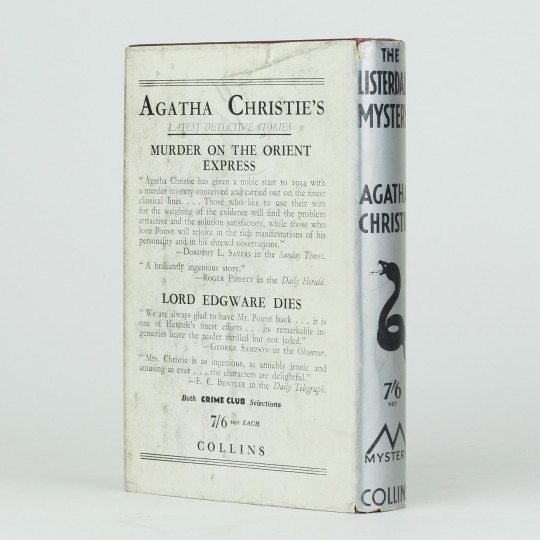 AGATHA CHRISTIE'S
LATEST DETECTIVE STORIES
MURDER ON THE ORIENT
EXPRESS
"Agatha Christie has given a noble start to 1934 with
a murder mystery conceived and carried out on the finest
classical lines. . . . Those who like to use their wits
for the weighing of the evidence will find the problem
attractive and the solution satisfactory, while those who
love Poirot will rejoice in the rich manifestations of his
personality and in his shrewd observations."
—DOROTHY L. SAYERS in the Sunday Times.
"A brilliantly ingenious story."
—ROGER PIPPETT in the Daily Herald.
LORD EDGWARE DIES
"We are always glad to have Mr. Poirot back . . . it is
one of Hercule's finest efforts . . . its remarkable in-
genuities leave the reader thrilled but not jaded."
—GEORGE SAMPSON in the Observer.
"Mrs. Christie is as ingenious, as amiably ironic and
amusing as ever . . . the characters are delightful."
—E. C. BENTLEY in the Daily Telegraph.
Both CRIME CLUB Selections
7/6 NET EACH
COLLINS
THE
LISTERDAL
MYSTERY
AGATHA
CHRISTIE
7/6
NET
MYSTERY
COLLINS